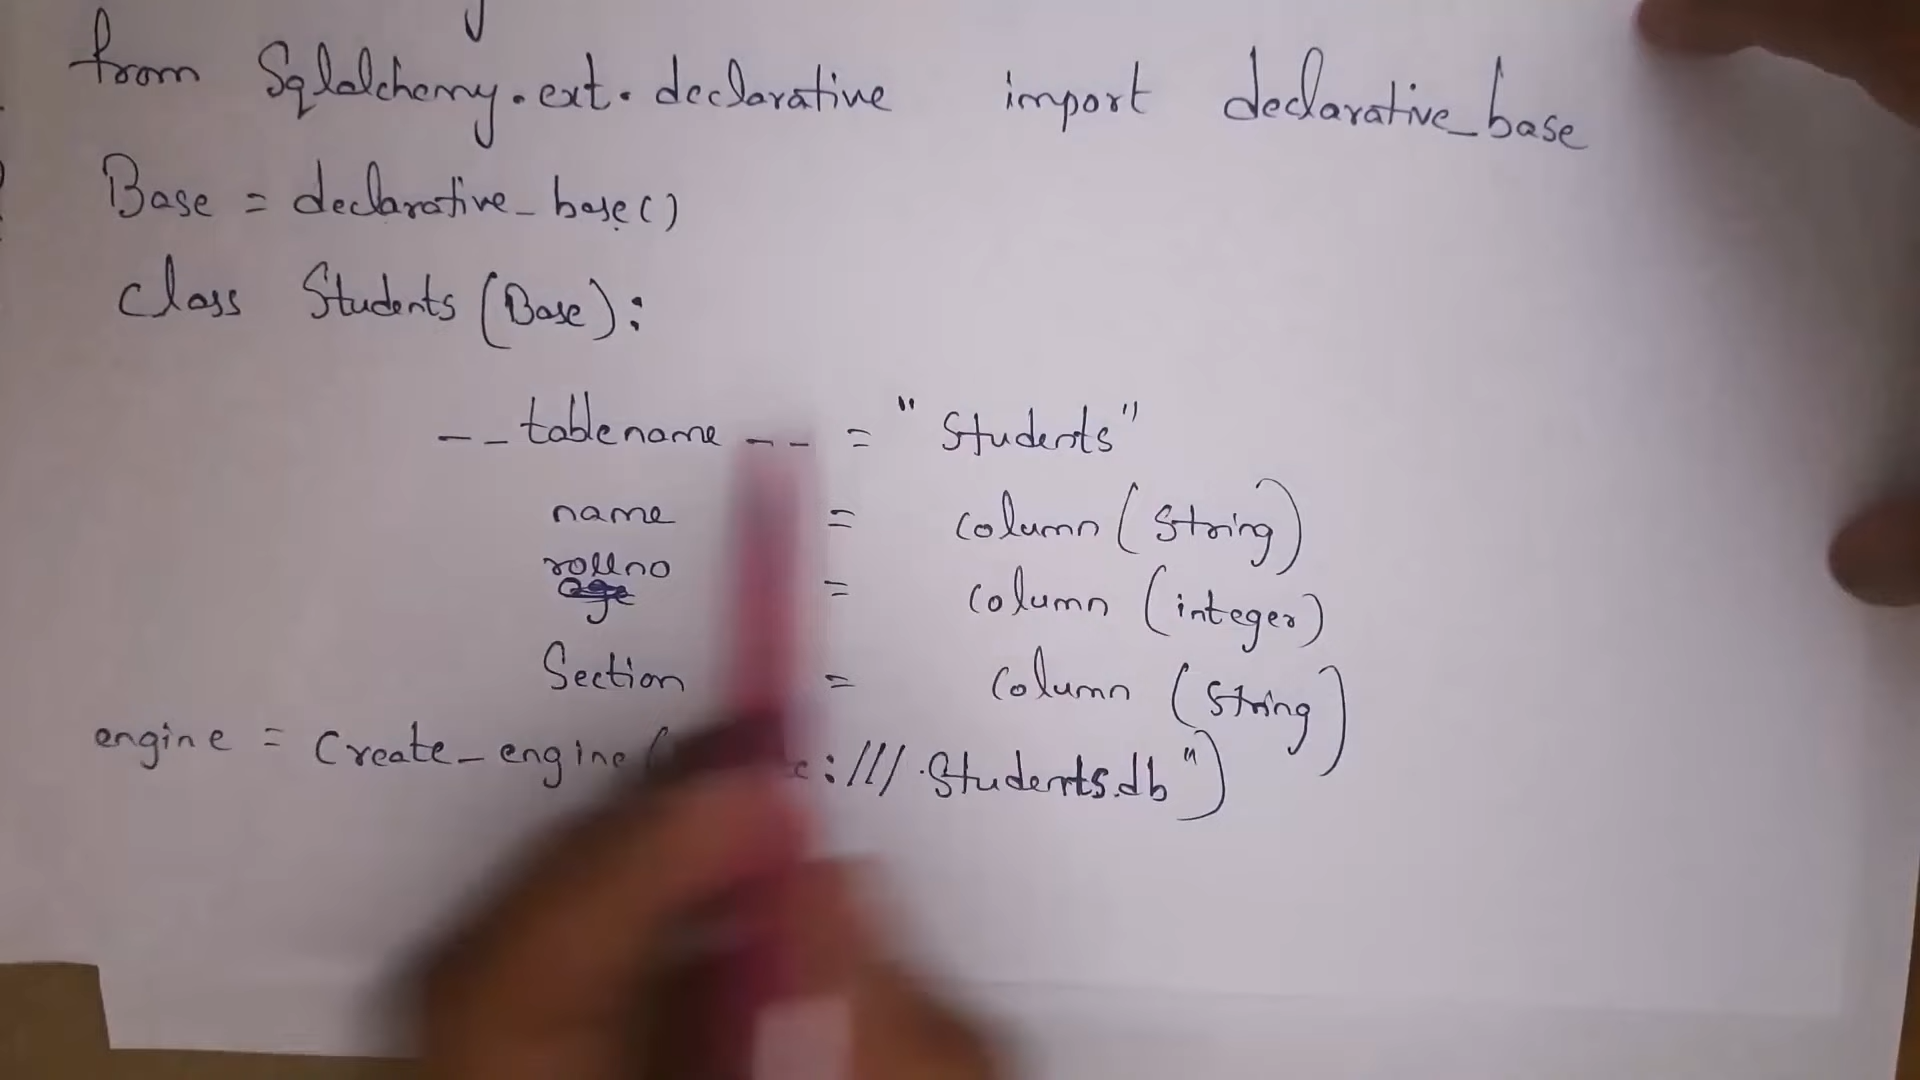 from Sqlalchemy.ext.declarative import declarative_base
Base = declarative_base()
class Students (Base):
__tablename__ = "Students"
name = column (String)
rollno = column (integer)
Section = column (String)
engine = Create_engine ( :/// .Students.db")